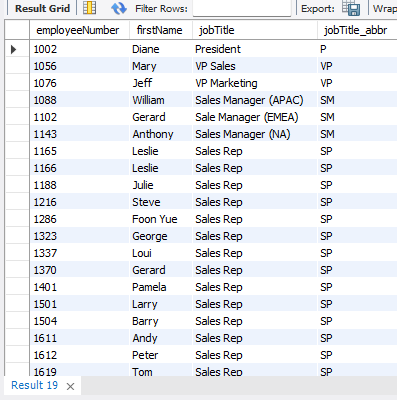 Result Grid Filter Rows: Export: Wrap
employeeNumber firstName jobTitle jobTitle_abbr
1002 Diane President P
1056 Mary VP Sales VP
1076 Jeff VP Marketing VP
1088 William Sales Manager (APAC) SM
1102 Gerard Sale Manager (EMEA) SM
1143 Anthony Sales Manager (NA) SM
1165 Leslie Sales Rep SP
1166 Leslie Sales Rep SP
1188 Julie Sales Rep SP
1216 Steve Sales Rep SP
1286 Foon Yue Sales Rep SP
1323 George Sales Rep SP
1337 Loui Sales Rep SP
1370 Gerard Sales Rep SP
1401 Pamela Sales Rep SP
1501 Larry Sales Rep SP
1504 Barry Sales Rep SP
1611 Andy Sales Rep SP
1612 Peter Sales Rep SP
1619 Tom Sales Rep SP
Result 19